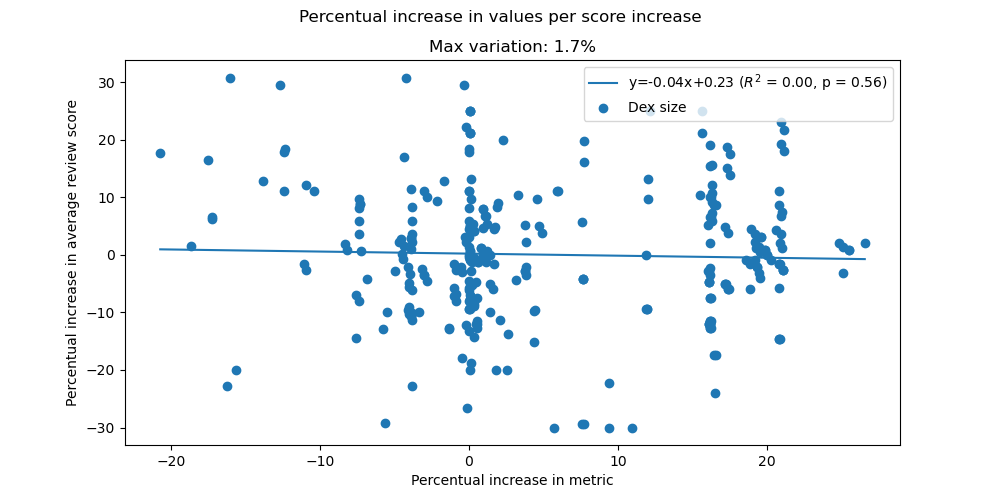 Percentual increase in values per score increase
Max variation: 1.7%
y=-0.04x+0.23 (R² = 0.00, p = 0.56)
Dex size
Percentual increase in average review score
30
20
10
0
−10
−20
−30
−20
−10
0
10
20
Percentual increase in metric